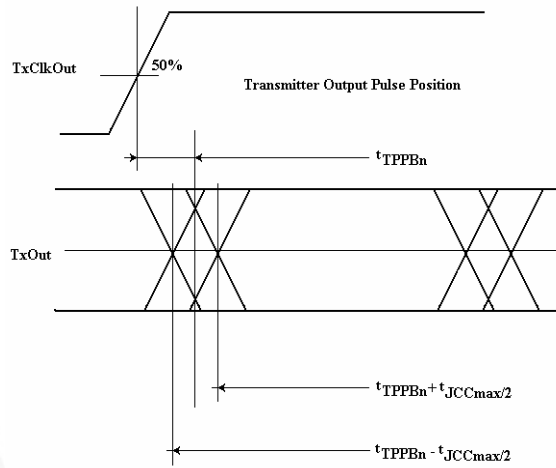 50%
TxClkOut
Transmitter Output Pulse Position
tTPPBn
TxOut
tTPPBn + tJCCmax/2
tTPPBn - tJCCmax/2